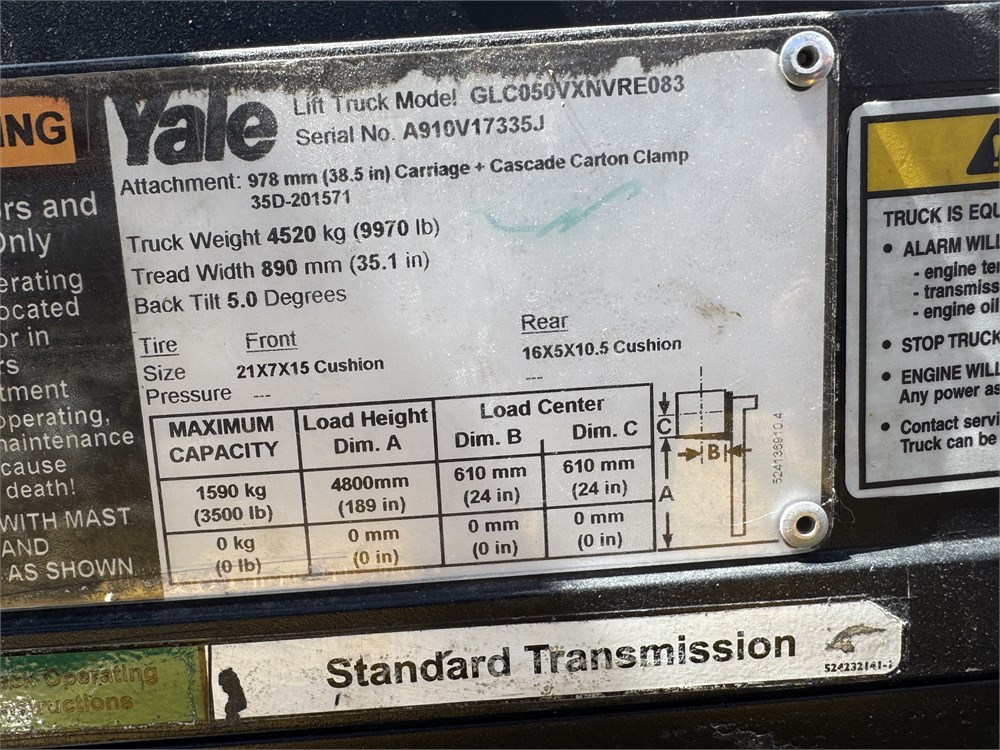 ING
rs and
Only
erating
ocated
or in
rs
tment
operating,
maintenance
cause
death!
WITH MAST
AND
AS SHOWN
Yale
Lift Truck Model GLC050VXNVRE083
Serial No. A910V17335J
Attachment: 978 mm (38.5 in) Carriage + Cascade Carton Clamp
35D-201571
Truck Weight 4520 kg (9970 lb)
Tread Width 890 mm (35.1 in)
Back Tilt 5.0 Degrees
Tire Front Rear
Size 21X7X15 Cushion 16X5X10.5 Cushion
Pressure --- ---
MAXIMUM CAPACITY Load Height Dim. A Load Center Dim. B Dim. C
1590 kg (3500 lb) 4800mm (189 in) 610 mm (24 in) 610 mm (24 in)
0 kg (0 lb) 0 mm (0 in) 0 mm (0 in) 0 mm (0 in)
C
B
A
524136910.4
TRUCK IS EQU
• ALARM WILL
- engine te
- transmiss
- engine oil
• STOP TRUCK
• ENGINE WILL
Any power as
• Contact servi
Truck can be
Operating
structions
Standard Transmission
524232141-1